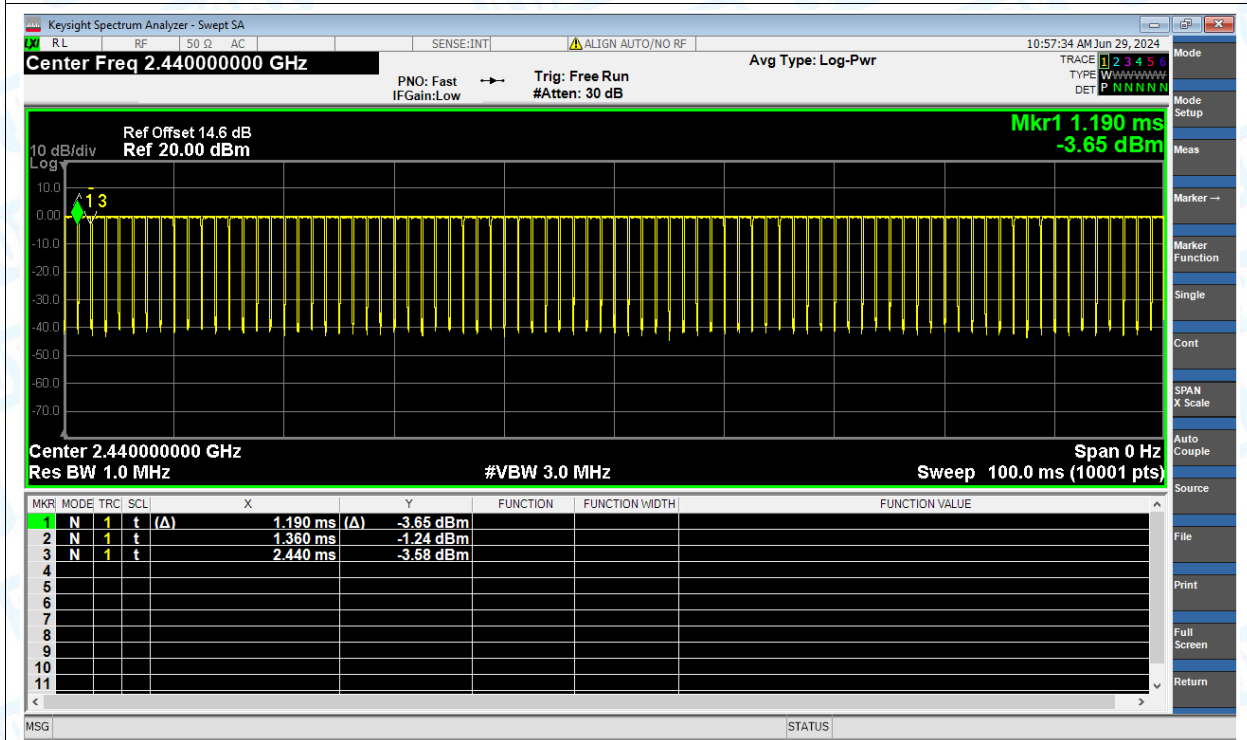 Keysight Spectrum Analyzer - Swept SA
LXI RL RF 50 Ω AC SENSE:INT ALIGN AUTO/NO RF 10:57:34 AM Jun 29, 2024
Center Freq 2.440000000 GHz Avg Type: Log-Pwr TRACE 1 2 3 4 5 6
PNO: Fast Trig: Free Run TYPE WWWWWW
IFGain:Low #Atten: 30 dB DET P N N N N N
Mkr1 1.190 ms
Ref Offset 14.6 dB
10 dB/div Ref 20.00 dBm -3.65 dBm
Log
10.0
1 3
0.00
-10.0
-20.0
-30.0
-40.0
-50.0
-60.0
-70.0
Center 2.440000000 GHz Span 0 Hz
Res BW 1.0 MHz #VBW 3.0 MHz Sweep 100.0 ms (10001 pts)
MKR MODE TRC SCL X Y FUNCTION FUNCTION WIDTH FUNCTION VALUE
1 N 1 t (Δ) 1.190 ms (Δ) -3.65 dBm
2 N 1 t 1.360 ms -1.24 dBm
3 N 1 t 2.440 ms -3.58 dBm
4
5
6
7
8
9
10
11
MSG STATUS
Mode
Mode
Setup
Meas
Marker →
Marker
Function
Single
Cont
SPAN
X Scale
Auto
Couple
Source
File
Print
Full
Screen
Return